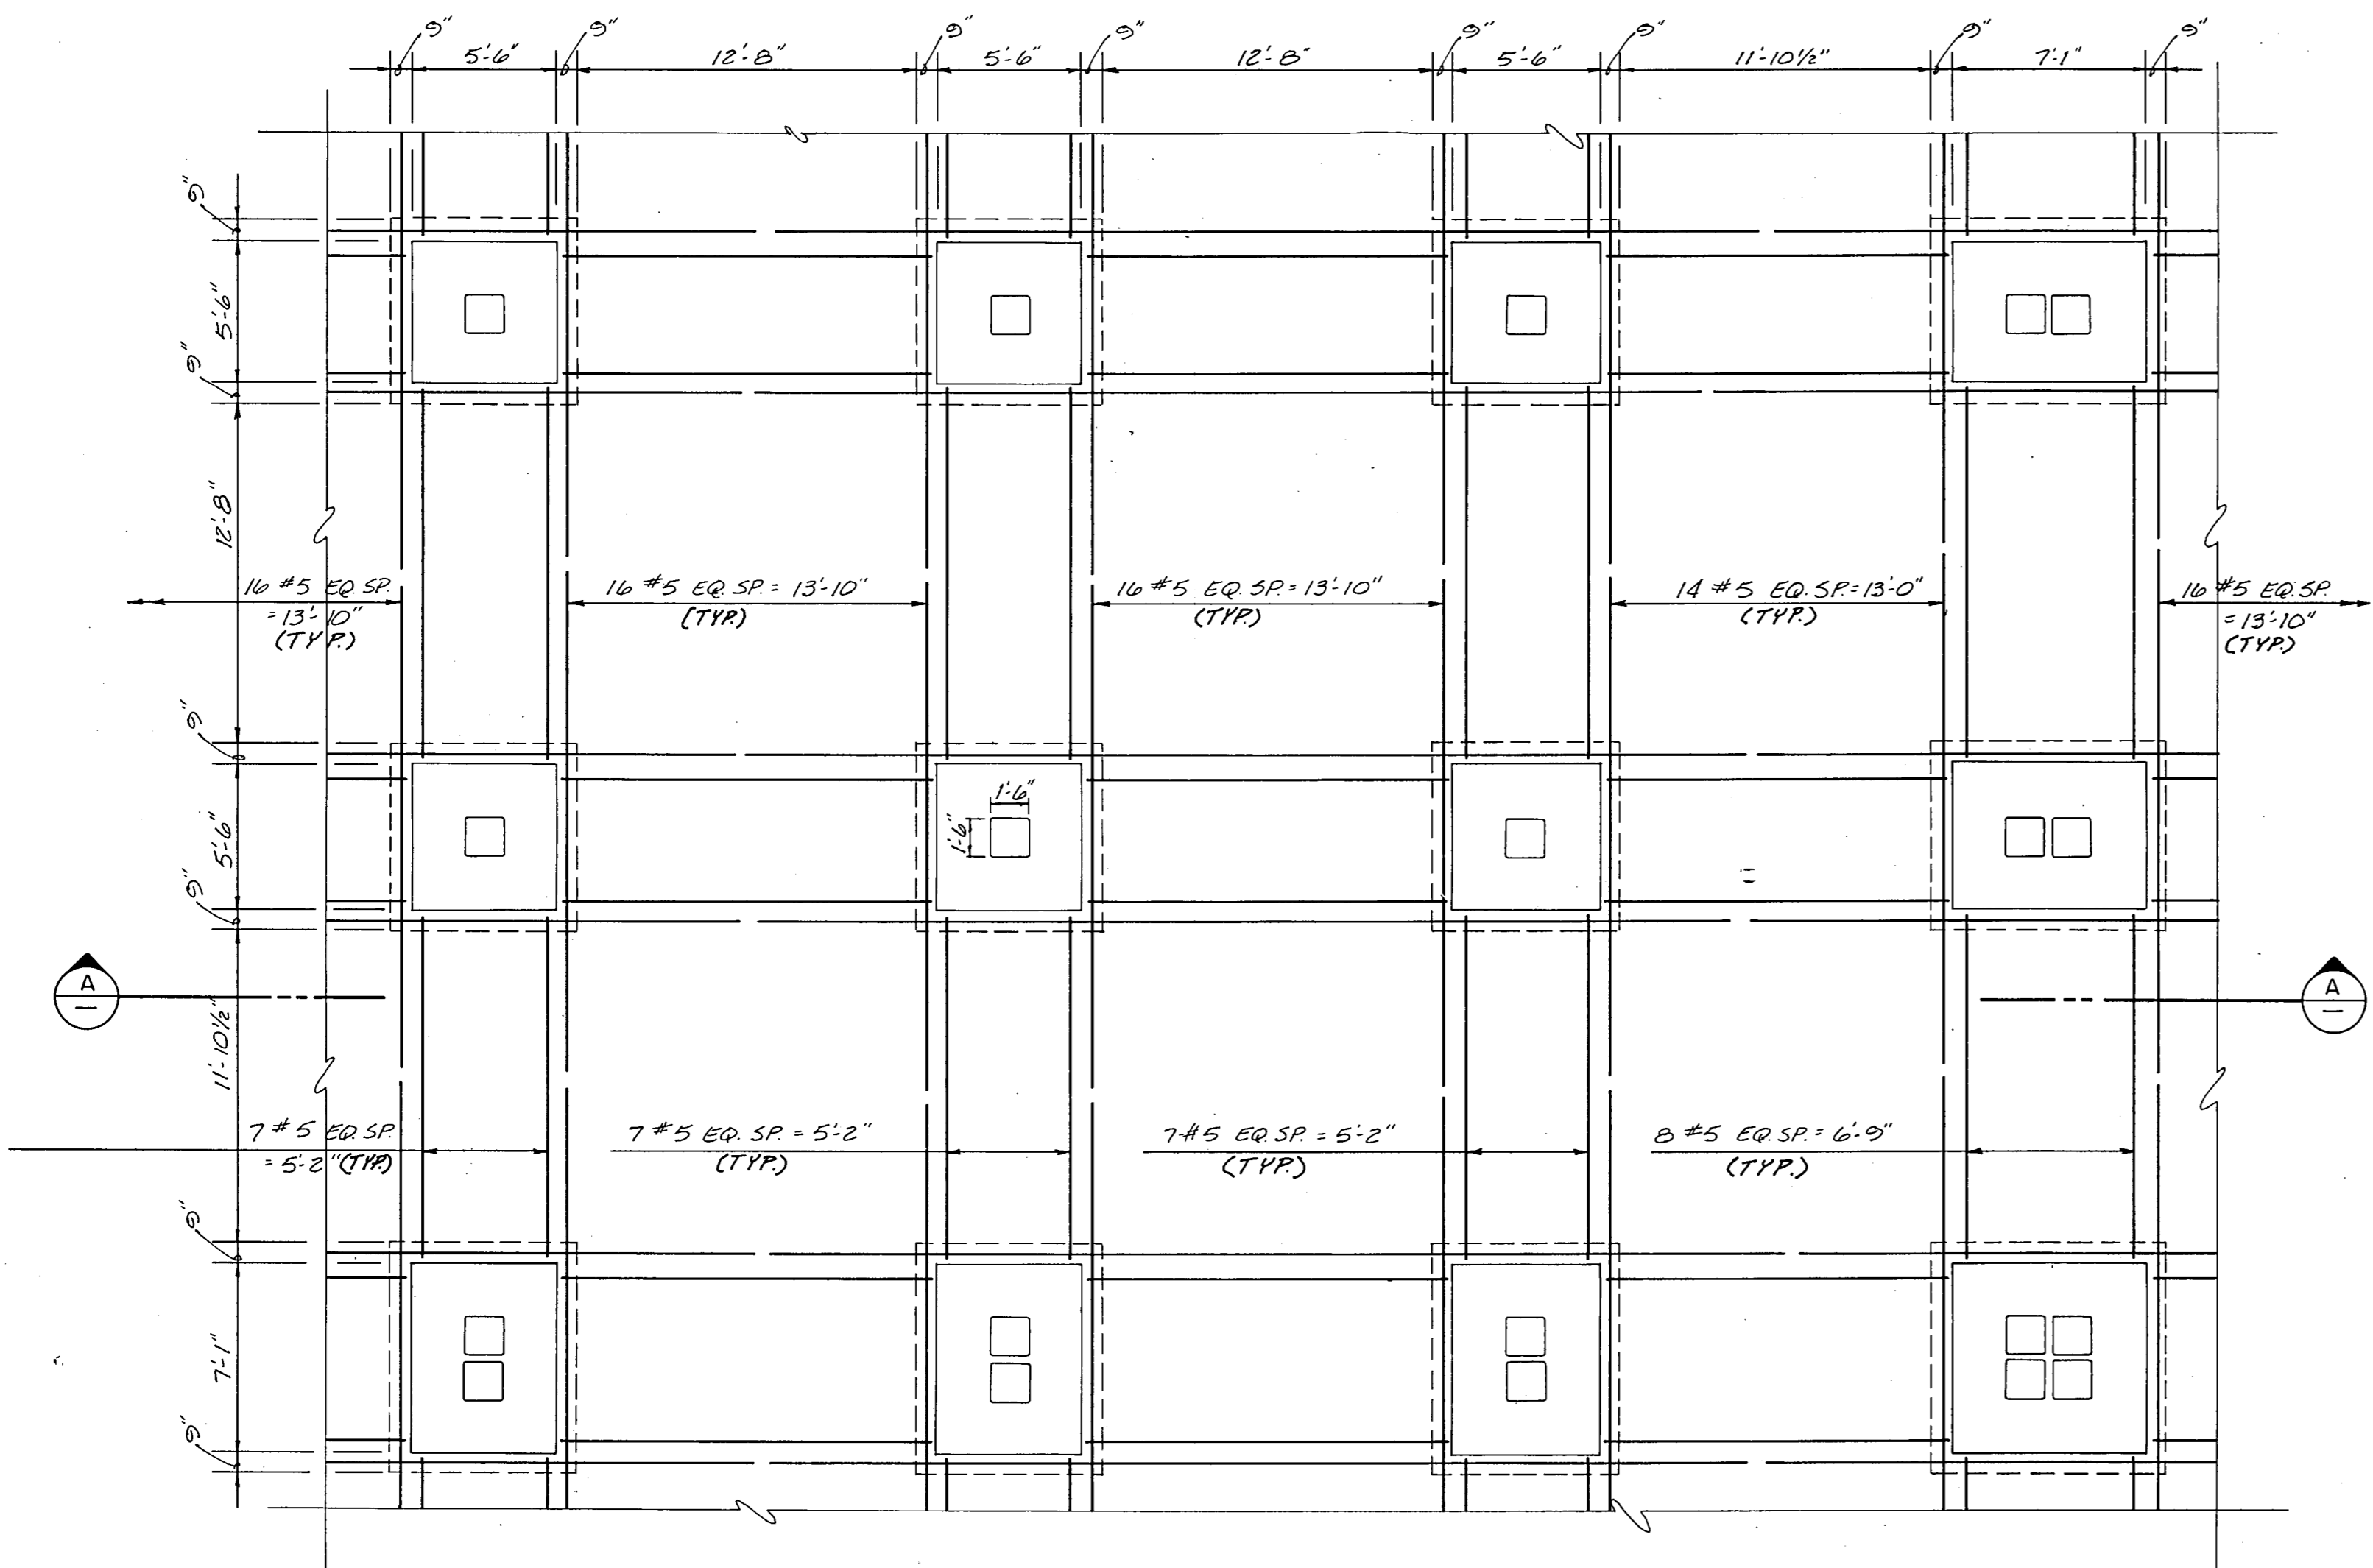 9" 9" 9" 9" 9" 9" 9" 9"
5'-6" 12'-8" 5'-6" 12'-8" 5'-6" 11'-10½" 7'-1"
9"
5'-6"
9"
12'-8"
16 #5 EQ. SP. 16 #5 EQ. SP. = 13'-10" 16 #5 EQ. SP. = 13'-10" 14 #5 EQ. SP. = 13'-0" 16 #5 EQ. SP.
= 13'-10" (TYP.) (TYP.) (TYP.) = 13'-10"
(TYP.) (TYP.)
9"
1'-6"
5'-6" 1'-6"
9"
A A
11'-10½"
7 #5 EQ. SP. 7 #5 EQ. SP. = 5'-2" 7 #5 EQ. SP. = 5'-2" 8 #5 EQ. SP. = 6'-9"
= 5'-2" (TYP.) (TYP.) (TYP.) (TYP.)
9"
7'-1"
9"